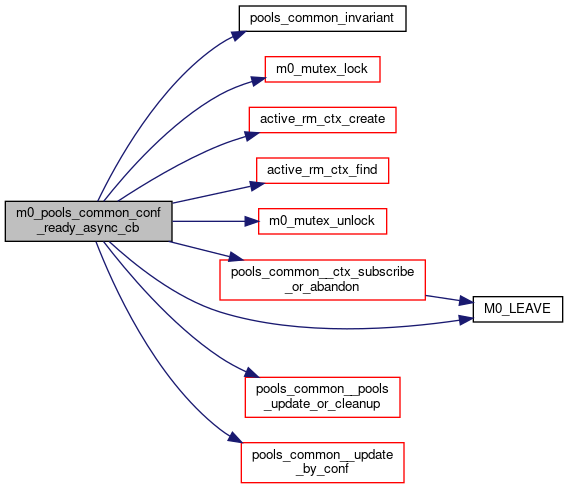 pools_common_invariant
m0_mutex_lock
active_rm_ctx_create
active_rm_ctx_find
m0_pools_common_conf
_ready_async_cb
m0_mutex_unlock
pools_common__ctx_subscribe
_or_abandon
M0_LEAVE
pools_common__pools
_update_or_cleanup
pools_common__update
_by_conf